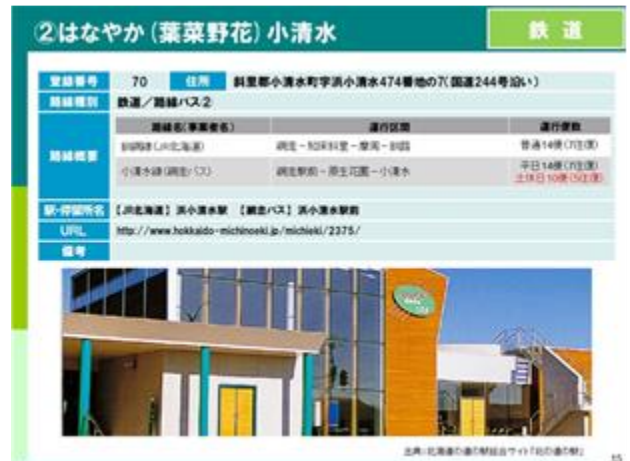 ②はなやか(葉菜野花)小清水
鉄 道
登録番号 70 住所 斜里郡小清水町字浜小清水474番地の7(国道244号沿い)
路線種別 鉄道/路線バス2
路線概要
路線名(事業者名) 運行区間 運行便数
釧網線(JR北海道) 網走-知床斜里-摩周-釧路 普通14便(7往復)
小清水線(網走バス) 網走駅前-原生花園-小清水 平日14便(7往復)
土休日10便(5往復)
駅・停留所名 【JR北海道】浜小清水駅 【網走バス】浜小清水駅前
URL http://www.hokkaido-michinoeki.jp/michieki/2375/
備考
出典:北海道の道の駅総合サイト「北の道の駅」
15